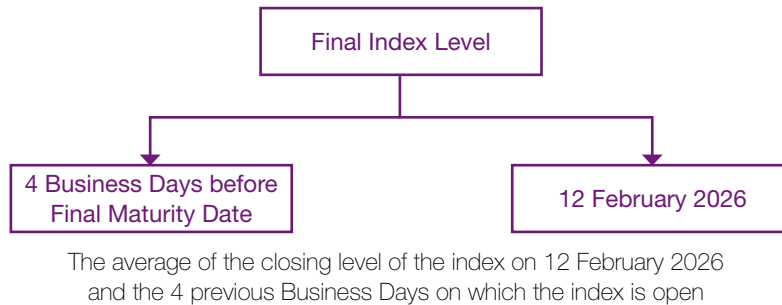 Final Index Level
4 Business Days before
Final Maturity Date
12 February 2026
The average of the closing level of the index on 12 February 2026
and the 4 previous Business Days on which the index is open